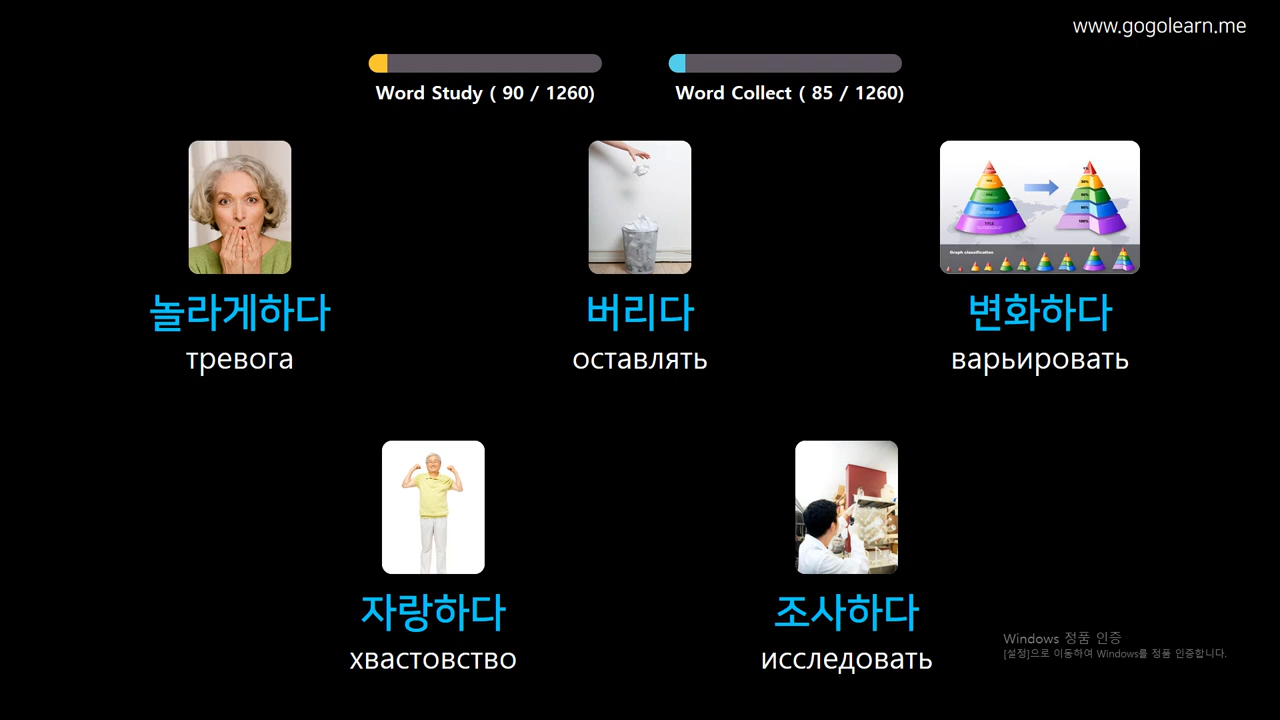 www.gogolearn.me
Word Study ( 90 / 1260)
Word Collect ( 85 / 1260)
놀라게하다
тревога
버리다
оставлять
Graph classification
변화하다
варьировать
자랑하다
хвастовство
조사하다
исследовать
Windows 정품 인증
[설정]으로 이동하여 Windows를 정품 인증합니다.